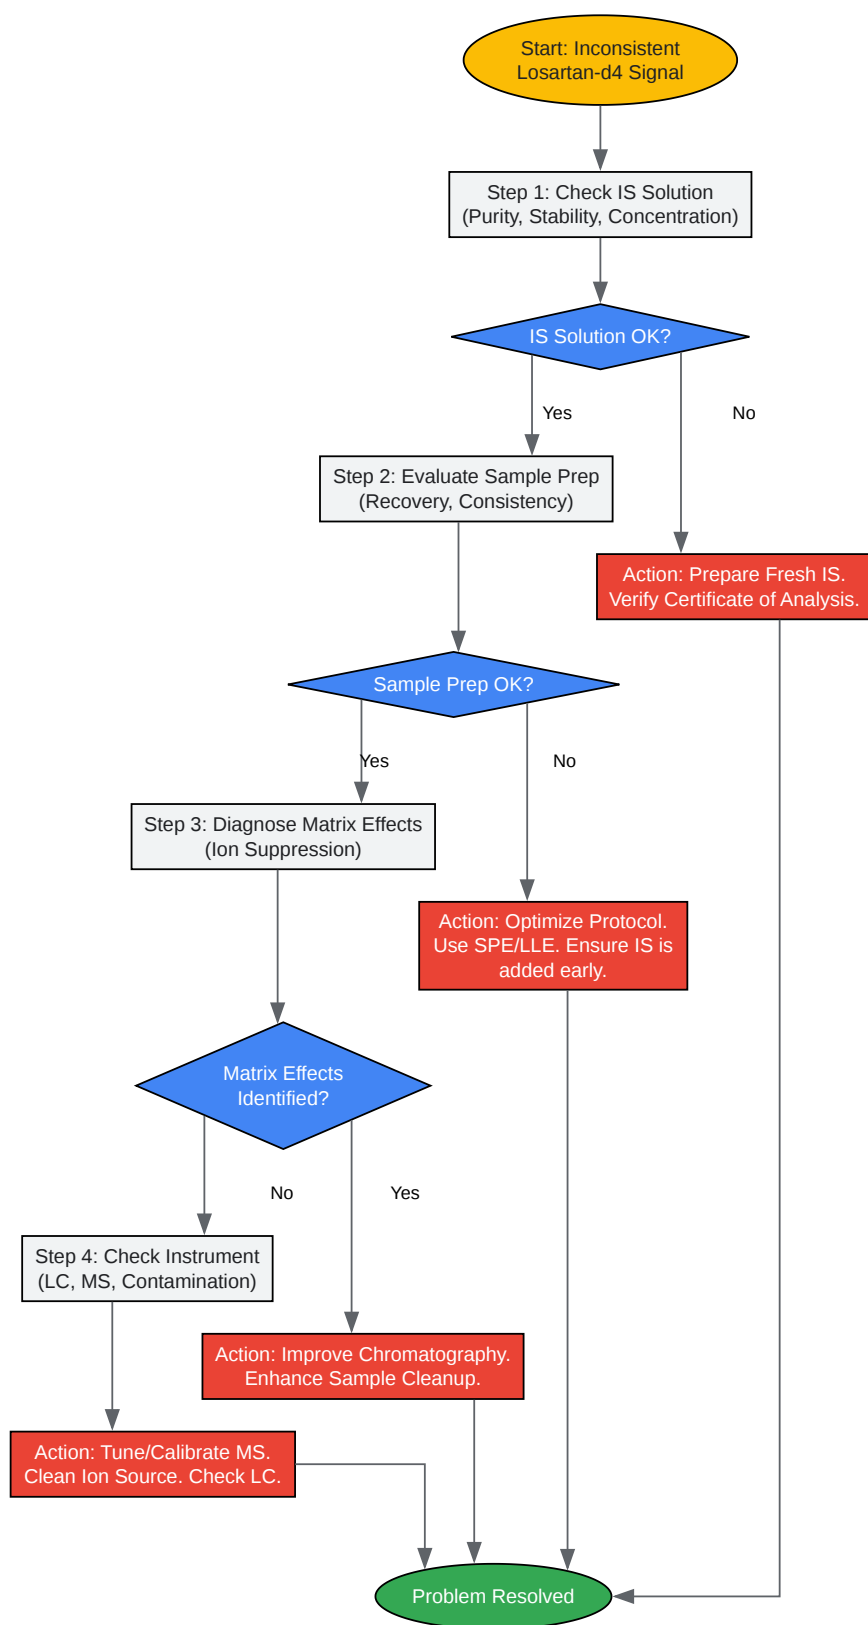 Start: Inconsistent
Losartan-d4 Signal
Step 1: Check IS Solution
(Purity, Stability, Concentration)
IS Solution OK?
Yes
No
Step 2: Evaluate Sample Prep
(Recovery, Consistency)
Action: Prepare Fresh IS.
Verify Certificate of Analysis.
Sample Prep OK?
Yes
No
Step 3: Diagnose Matrix Effects
(Ion Suppression)
Action: Optimize Protocol.
Use SPE/LLE. Ensure IS is
added early.
Matrix Effects
Identified?
No
Yes
Step 4: Check Instrument
(LC, MS, Contamination)
Action: Improve Chromatography.
Enhance Sample Cleanup.
Action: Tune/Calibrate MS.
Clean Ion Source. Check LC.
Problem Resolved